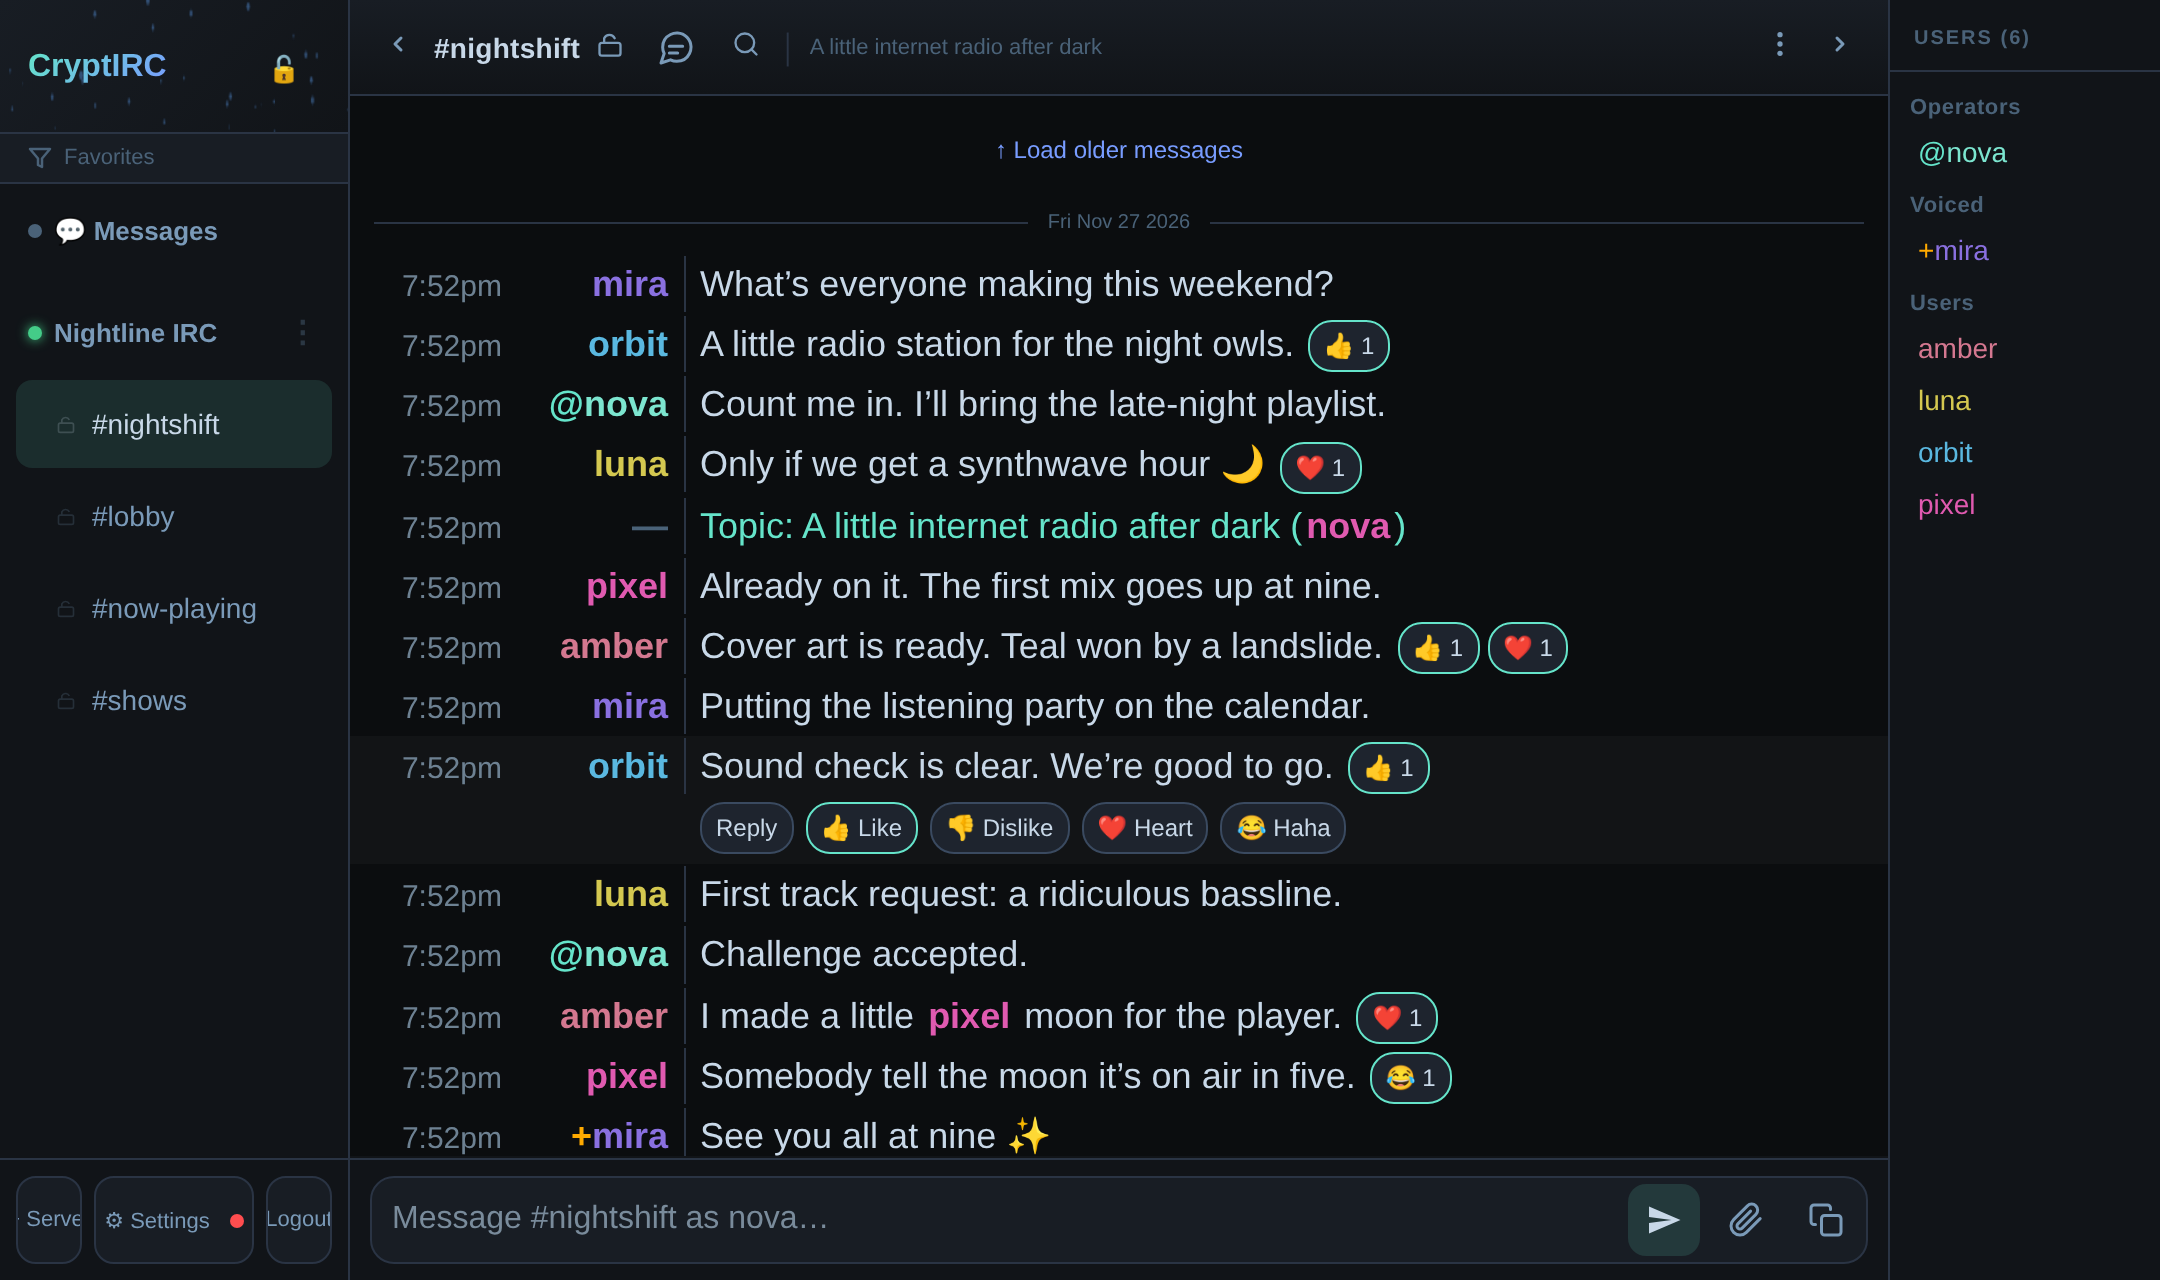 CryptIRC 🔓
Favorites
💬 Messages
Nightline IRC
#nightshift
#lobby
#now-playing
#shows
Serve
⚙ Settings
Logout
#nightshift
A little internet radio after dark
↑ Load older messages
Fri Nov 27 2026
7:52pm mira What’s everyone making this weekend?
7:52pm orbit A little radio station for the night owls. 👍 1
7:52pm @nova Count me in. I’ll bring the late-night playlist.
7:52pm luna Only if we get a synthwave hour 🌙 ❤️ 1
7:52pm — Topic: A little internet radio after dark (nova)
7:52pm pixel Already on it. The first mix goes up at nine.
7:52pm amber Cover art is ready. Teal won by a landslide. 👍 1 ❤️ 1
7:52pm mira Putting the listening party on the calendar.
7:52pm orbit Sound check is clear. We’re good to go. 👍 1
Reply 👍 Like 👎 Dislike ❤️ Heart 😂 Haha
7:52pm luna First track request: a ridiculous bassline.
7:52pm @nova Challenge accepted.
7:52pm amber I made a little pixel moon for the player. ❤️ 1
7:52pm pixel Somebody tell the moon it’s on air in five. 😂 1
7:52pm +mira See you all at nine ✨
Message #nightshift as nova…
USERS (6)
Operators
@nova
Voiced
+mira
Users
amber
luna
orbit
pixel